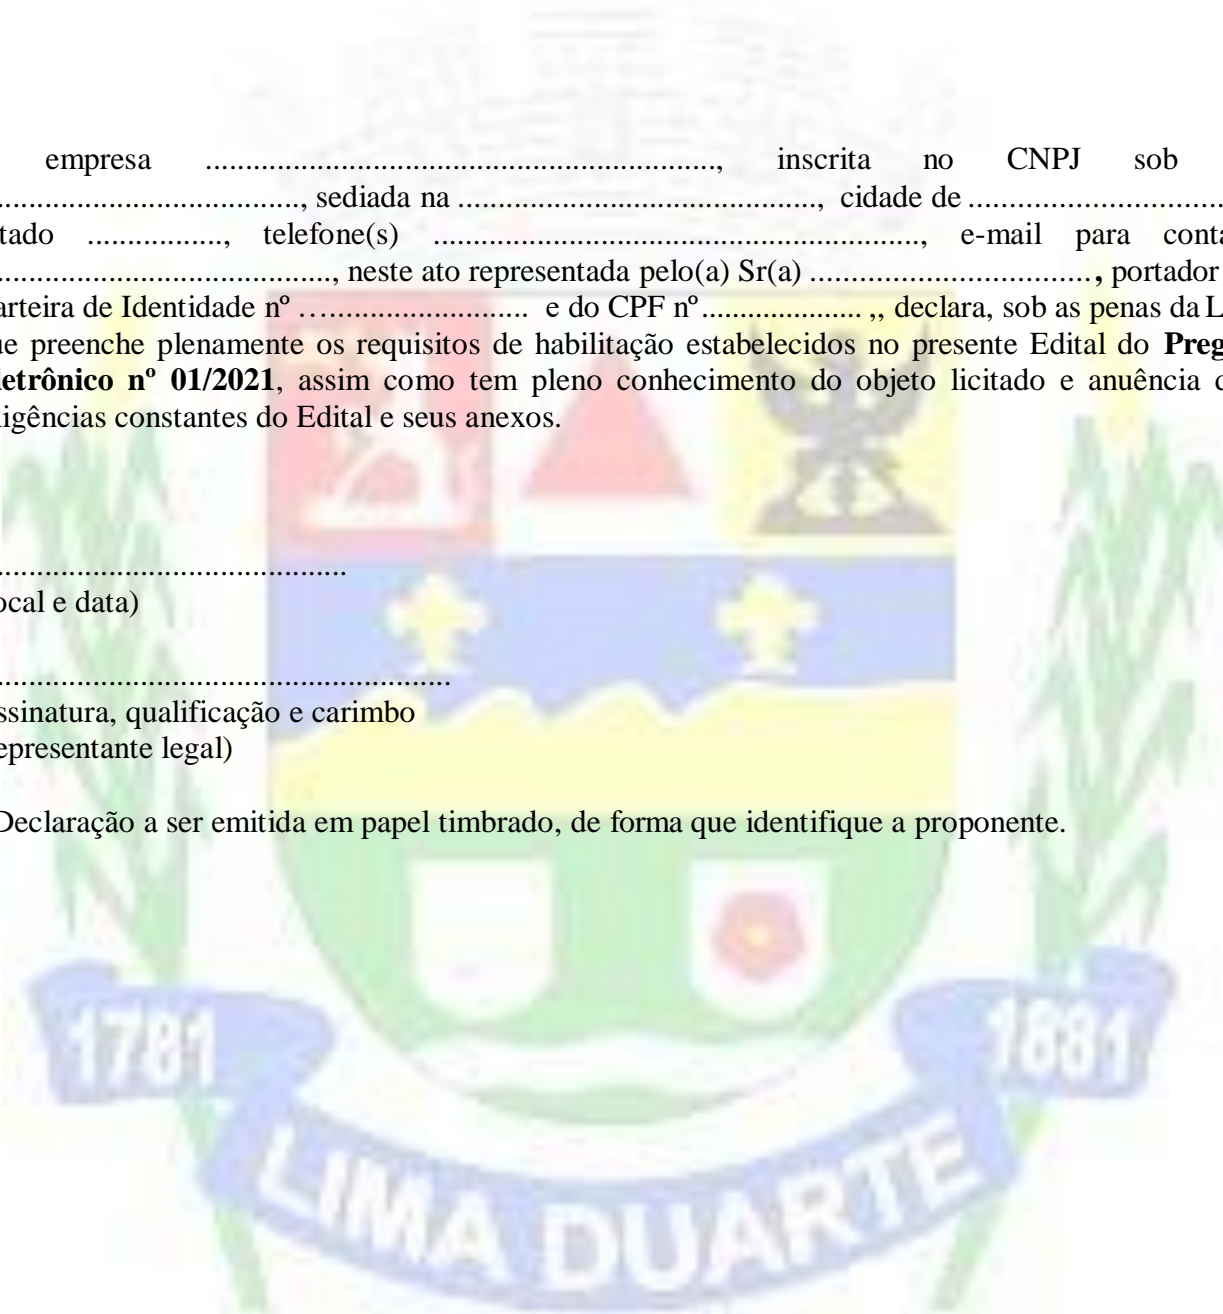 empresa ..............................................................., inscrita no CNPJ sob
......................................, sediada na ............................................, cidade de ................................
tado ................., telefone(s) ............................................................, e-mail para conta
.........................................., neste ato representada pelo(a) Sr(a) ..................................., portador
arteira de Identidade nº …......................... e do CPF nº.................... ,, declara, sob as penas da L
ue preenche plenamente os requisitos de habilitação estabelecidos no presente Edital do Preg
letrônico nº 01/2021, assim como tem pleno conhecimento do objeto licitado e anuência d
igências constantes do Edital e seus anexos.
............................................
ocal e data)
.........................................................
ssinatura, qualificação e carimbo
epresentante legal)
Declaração a ser emitida em papel timbrado, de forma que identifique a proponente.
1781
1881
LIMA DUARTE